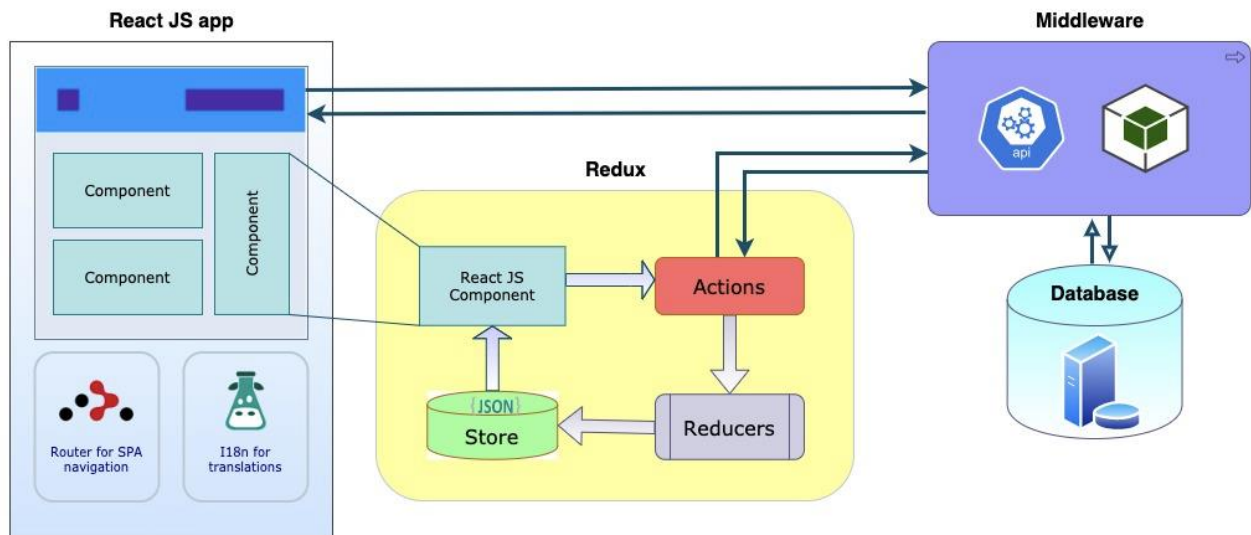 React JS app
Component
Component
Component
Router for SPA
navigation
I18n for
translations
Redux
React JS
Component
Actions
Reducers
{JSON}
Store
Middleware
api
Database